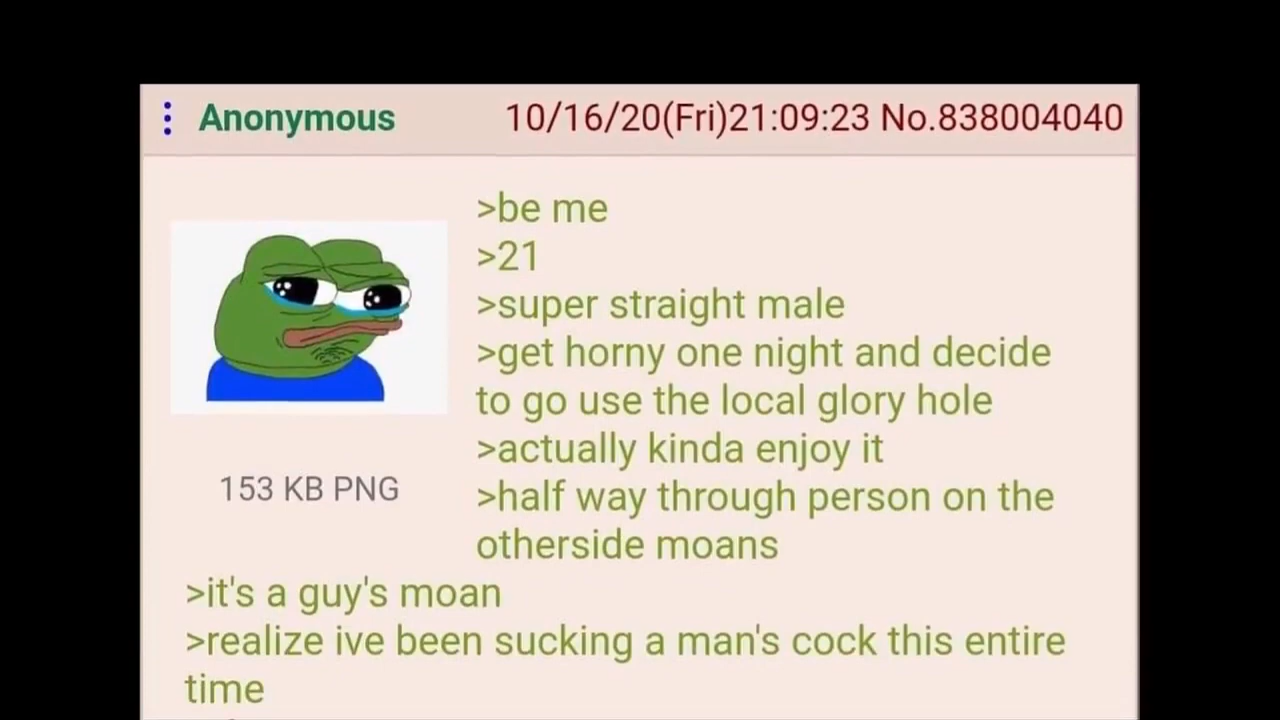 Anonymous 10/16/20(Fri)21:09:23 No.838004040
>be me
>21
>super straight male
>get horny one night and decide
to go use the local glory hole
>actually kinda enjoy it
>half way through person on the
otherside moans
153 KB PNG
>it's a guy's moan
>realize ive been sucking a man's cock this entire
time